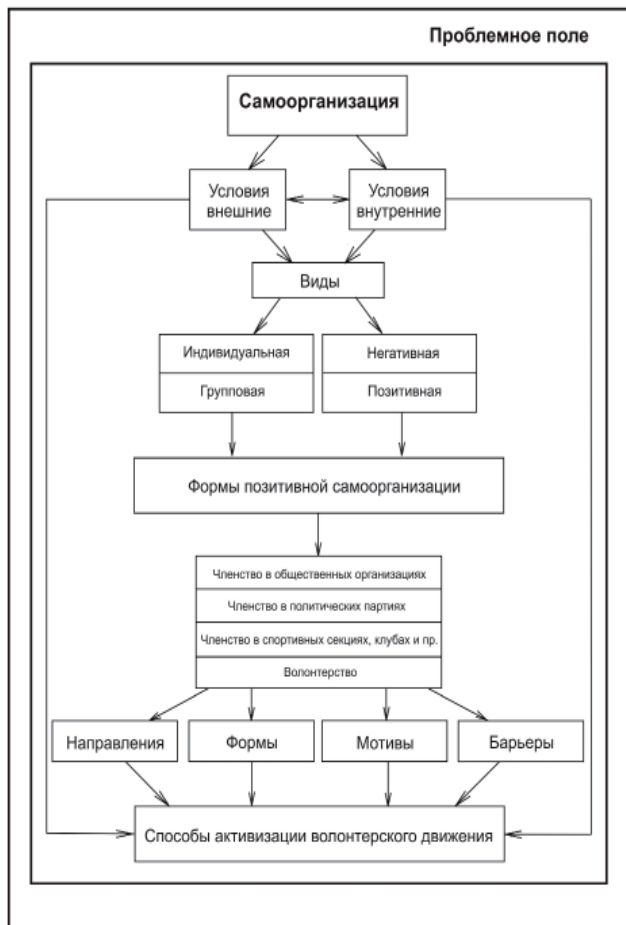 Проблемное поле
Самоорганизация
Условия
внешние
Условия
внутренние
Виды
Индивидуальная
Групповая
Негативная
Позитивная
Формы позитивной самоорганизации
Членство в общественных организациях
Членство в политических партиях
Членство в спортивных секциях, клубах и пр.
Волонтерство
Направления
Формы
Мотивы
Барьеры
Способы активизации волонтерского движения